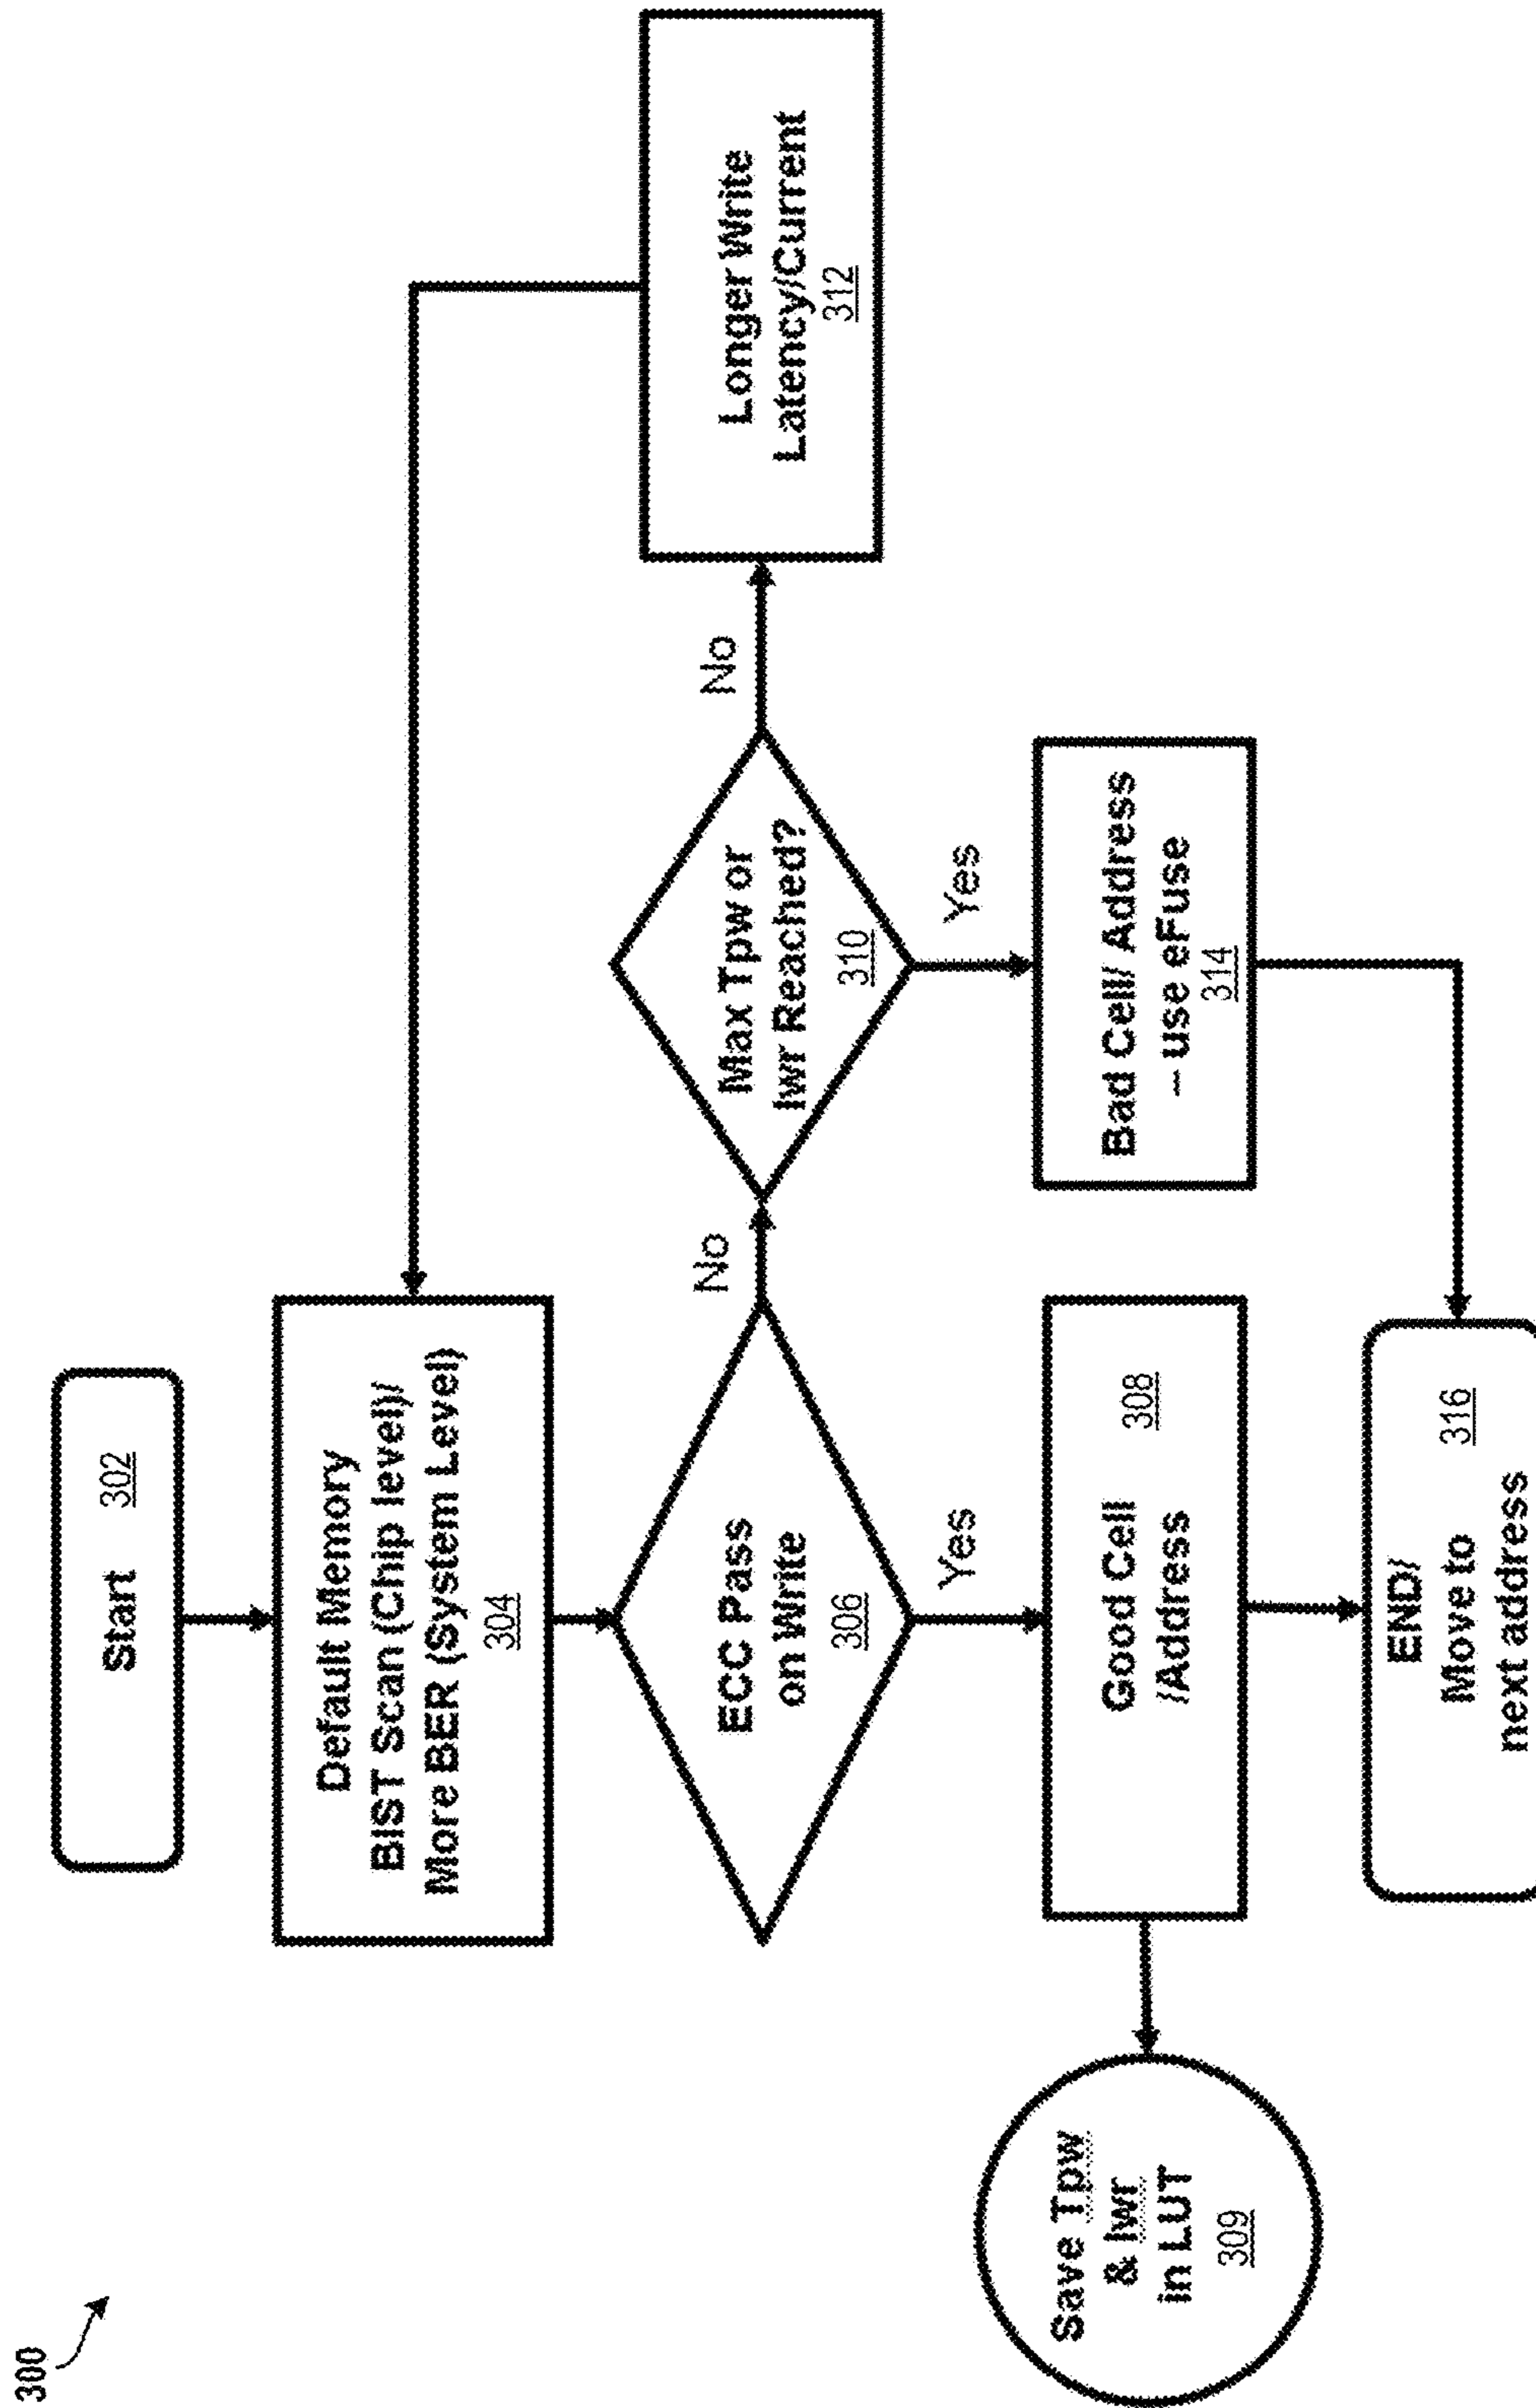 300
Start 302
Default Memory
BIST Scan (Chip level)/
More BER (System Level)
304
ECC Pass
on Write
306
No
Max Tpw or
Iwr Reached?
310
No
Longer Write
Latency/Current
312
Yes
Good Cell 308
/Address
Yes
Bad Cell/ Address
– use eFuse
314
Save Tpw
& Iwr
in LUT
309
END/
Move to 316
next address